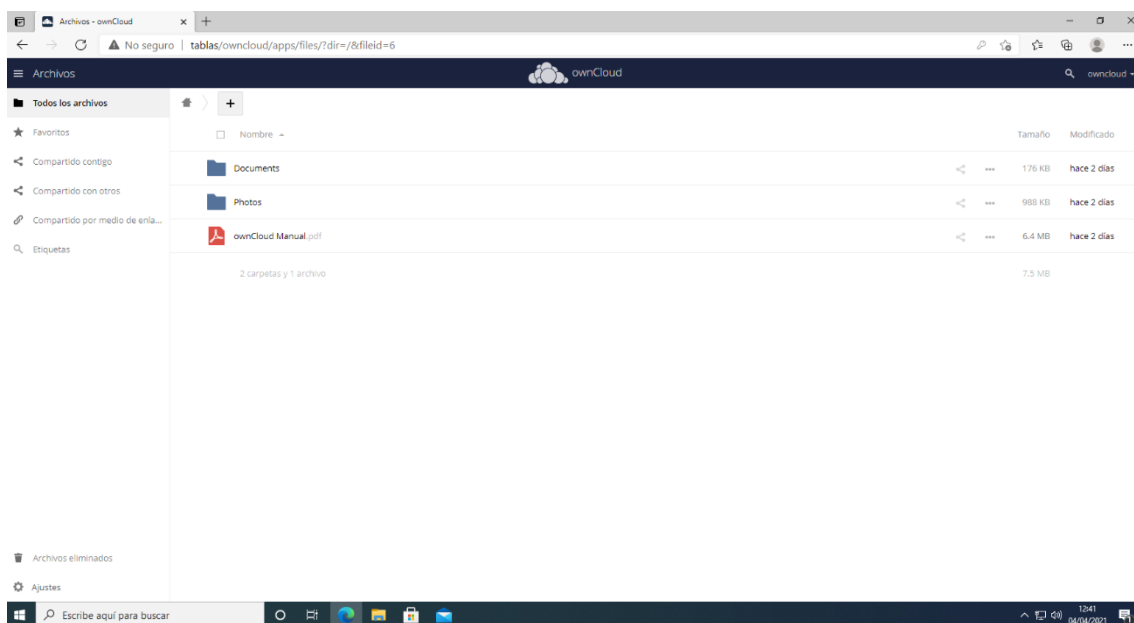 Archivos - ownCloud
No seguro | tablas/owncloud/apps/files/?dir=/&fileid=6
Archivos
ownCloud
owncloud
Todos los archivos
Favoritos
Compartido contigo
Compartido con otros
Compartido por medio de enla...
Etiquetas
Nombre Tamaño Modificado
Documents 176 KB hace 2 días
Photos 988 KB hace 2 días
ownCloud Manual.pdf 6.4 MB hace 2 días
2 carpetas y 1 archivo 7.5 MB
Archivos eliminados
Ajustes
Escribe aquí para buscar
12:41
04/04/2021